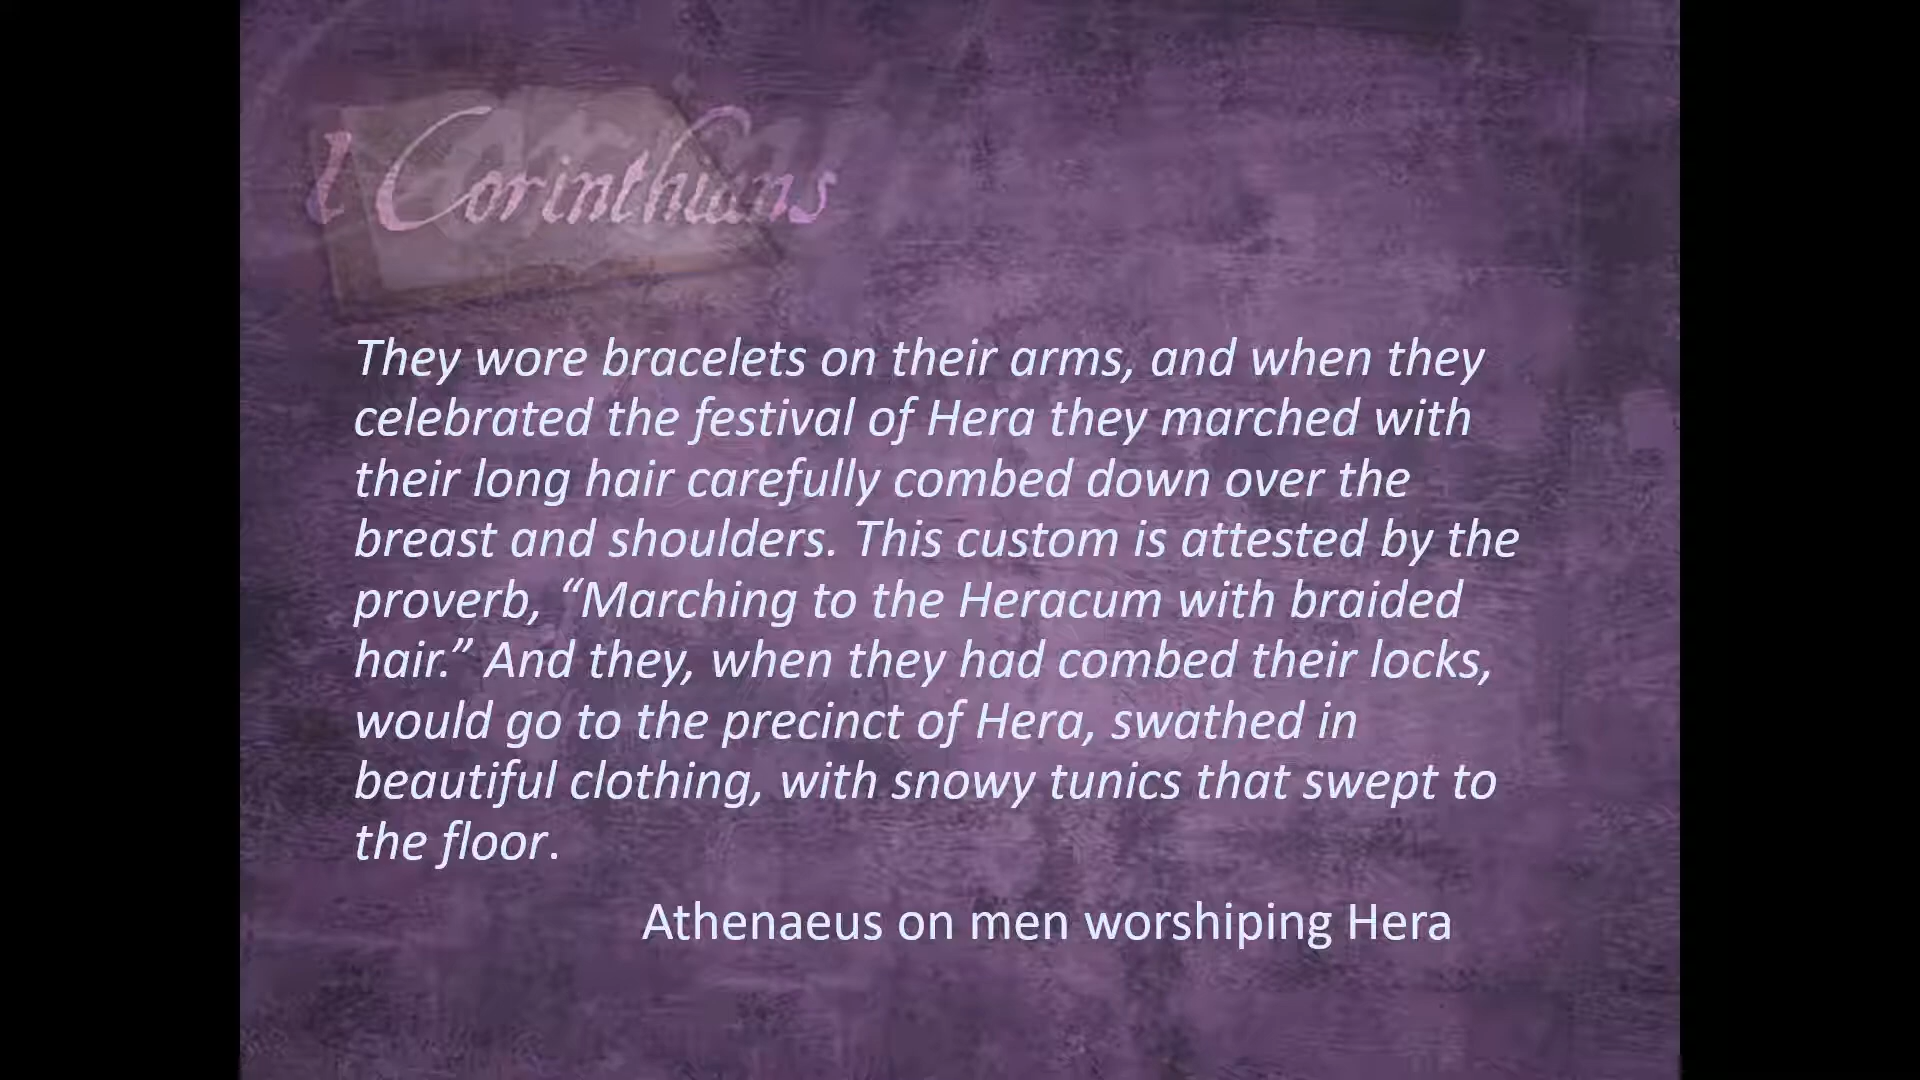 1 Corinthians
They wore bracelets on their arms, and when they
celebrated the festival of Hera they marched with
their long hair carefully combed down over the
breast and shoulders. This custom is attested by the
proverb, “Marching to the Heracum with braided
hair.” And they, when they had combed their locks,
would go to the precinct of Hera, swathed in
beautiful clothing, with snowy tunics that swept to
the floor.
Athenaeus on men worshiping Hera